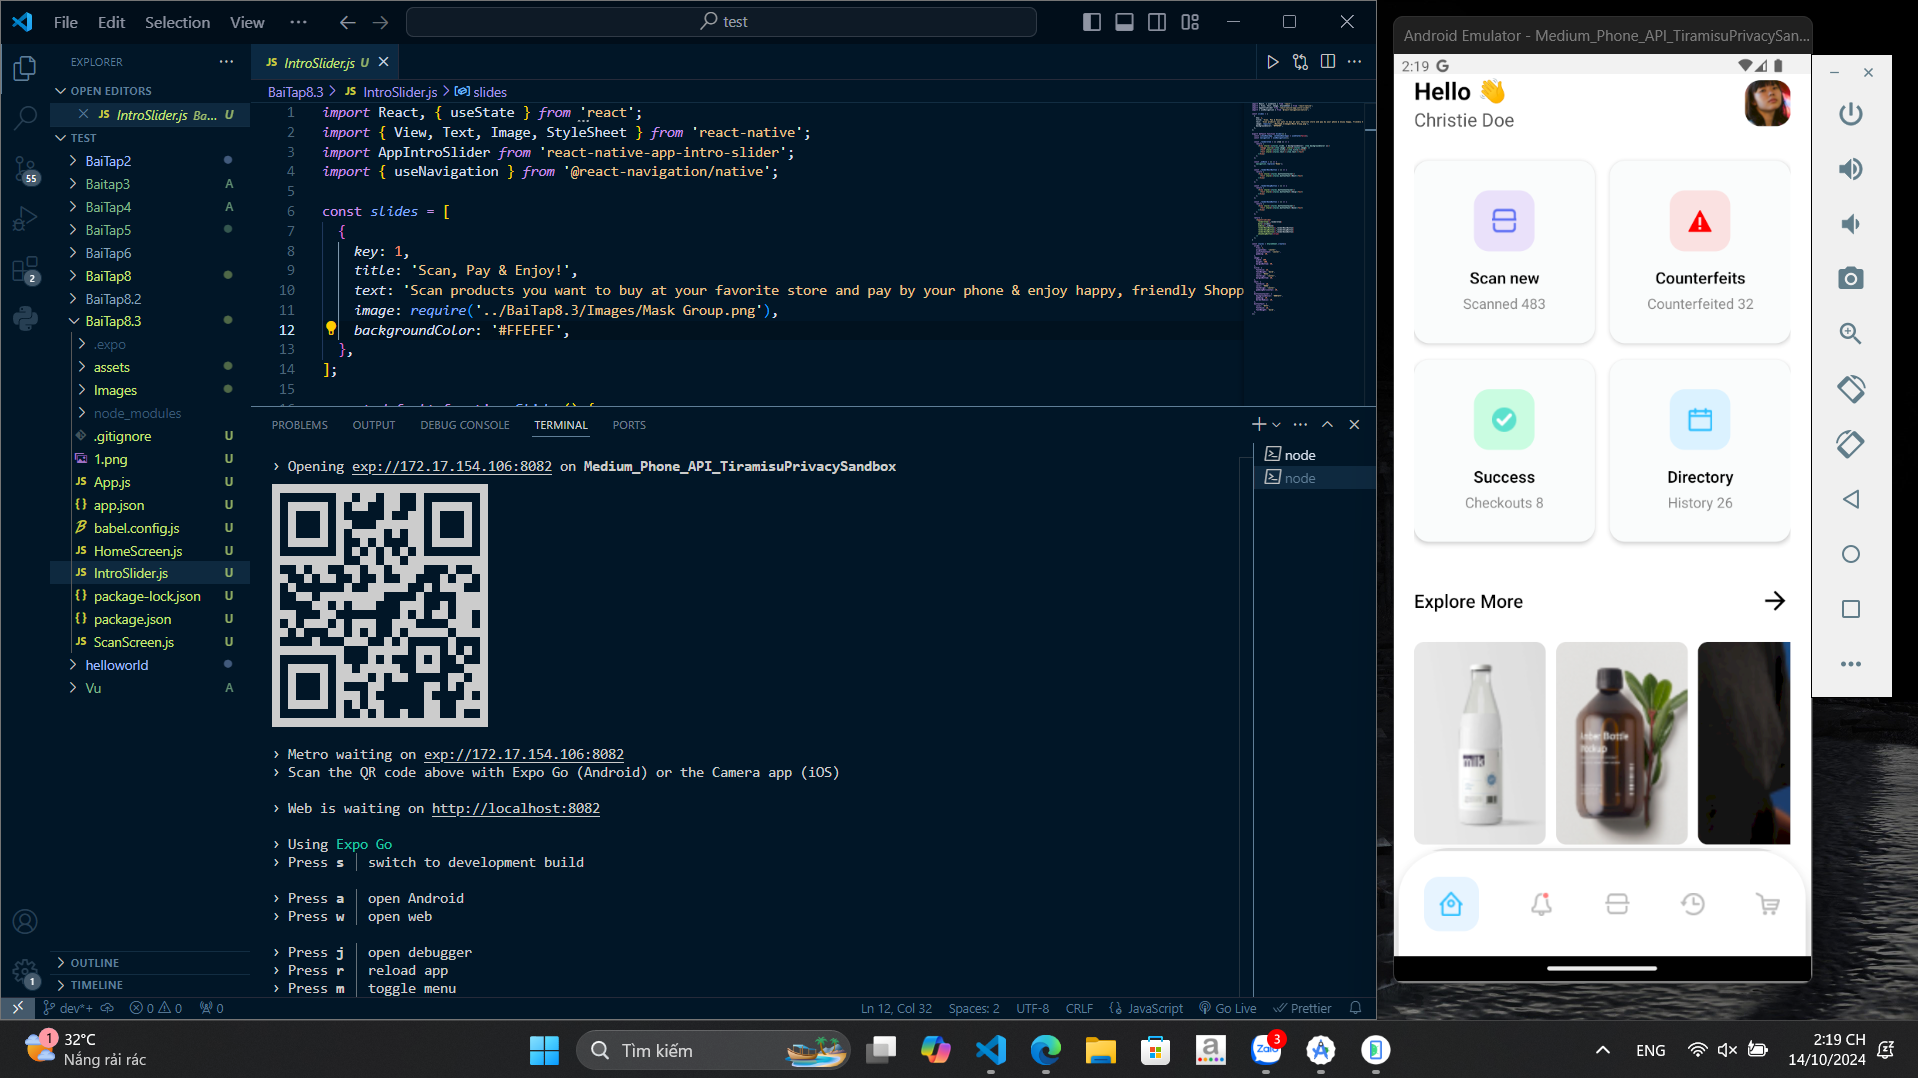 File Edit Selection View ··· test
EXPLORER ···
OPEN EDITORS
JS IntroSlider.js Ba... U
TEST
BaiTap2
Baitap3 A
BaiTap4 A
BaiTap5
BaiTap6
BaiTap8
BaiTap8.2
BaiTap8.3
.expo
assets
Images
node_modules
.gitignore U
1.png U
JS App.js U
{} app.json U
babel.config.js U
JS HomeScreen.js U
JS IntroSlider.js U
{} package-lock.json U
{} package.json U
JS ScanScreen.js U
helloworld
Vu A
OUTLINE
TIMELINE
55
2
1
JS IntroSlider.js U
BaiTap8.3 > JS IntroSlider.js > slides
1 import React, { useState } from 'react';
2 import { View, Text, Image, StyleSheet } from 'react-native';
3 import AppIntroSlider from 'react-native-app-intro-slider';
4 import { useNavigation } from '@react-navigation/native';
5
6 const slides = [
7 {
8 key: 1,
9 title: 'Scan, Pay & Enjoy!',
10 text: 'Scan products you want to buy at your favorite store and pay by your phone & enjoy happy, friendly Shopp
11 image: require('../BaiTap8.3/Images/Mask Group.png'),
12 backgroundColor: '#FFEFEF',
13 },
14 ];
15
PROBLEMS OUTPUT DEBUG CONSOLE TERMINAL PORTS
node
node
› Opening exp://172.17.154.106:8082 on Medium_Phone_API_TiramisuPrivacySandbox
› Metro waiting on exp://172.17.154.106:8082
› Scan the QR code above with Expo Go (Android) or the Camera app (iOS)
› Web is waiting on http://localhost:8082
› Using Expo Go
› Press s │ switch to development build
› Press a │ open Android
› Press w │ open web
› Press j │ open debugger
› Press r │ reload app
› Press m │ toggle menu
dev*+ 0 0 0 Ln 12, Col 32 Spaces: 2 UTF-8 CRLF {} JavaScript Go Live Prettier
Android Emulator - Medium_Phone_API_TiramisuPrivacySan...
2:19 G
Hello 👋
Christie Doe
Scan new
Scanned 483
Counterfeits
Counterfeited 32
Success
Checkouts 8
Directory
History 26
Explore More
milk
Amber Bottle
1 32°C
Nắng rải rác
Tìm kiếm
a
Zalo 3
ENG
2:19 CH
14/10/2024